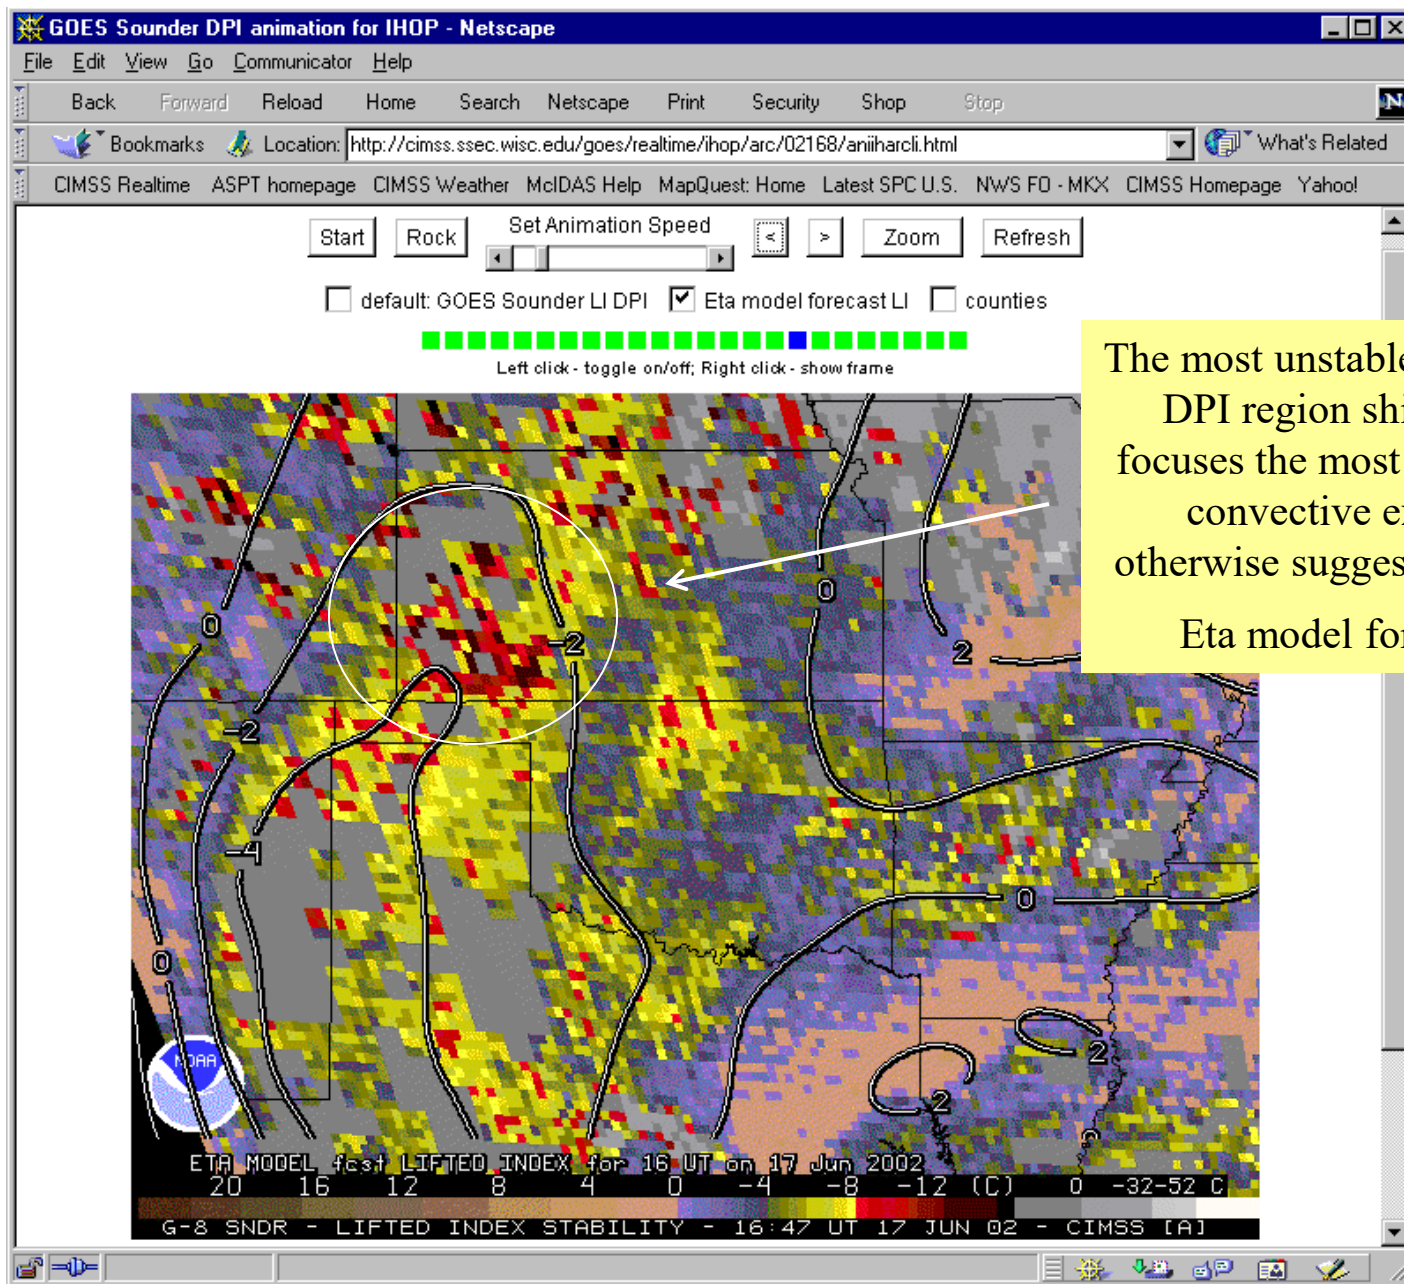 GOES Sounder DPI animation for IHOP - Netscape
File Edit View Go Communicator Help
Back Forward Reload Home Search Netscape Print Security Shop Stop
N
Bookmarks Location: http://cimss.ssec.wisc.edu/goes/realtime/ihop/arc/02168/aniiharcli.html What's Related
CIMSS Realtime ASPT homepage CIMSS Weather McIDAS Help MapQuest: Home Latest SPC U.S. NWS FO - MKX CIMSS Homepage Yahoo!
Start Rock Set Animation Speed < > Zoom Refresh
default: GOES Sounder LI DPI Eta model forecast LI counties
Left click - toggle on/off; Right click - show frame
The most unstable
DPI region shi
focuses the most
convective e
otherwise sugges
Eta model for
0
0
-2
2
-2
-4
0
0
NOAA
2
2
ETA MODEL fcst LIFTED INDEX for 16 UT on 17 Jun 2002
20 16 12 8 4 0 -4 -8 -12 (C) 0 -32-52 C
G-8 SNDR - LIFTED INDEX STABILITY - 16:47 UT 17 JUN 02 - CIMSS [A]